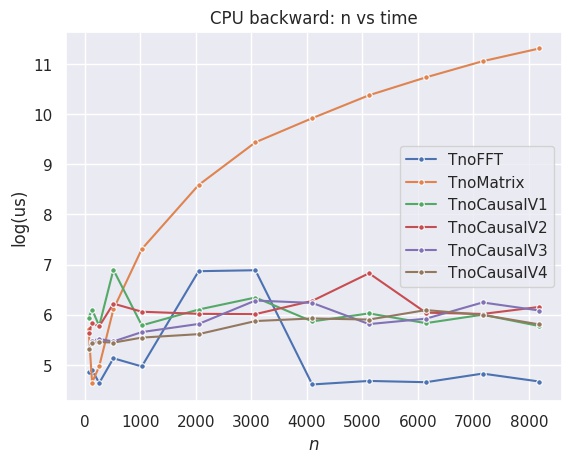 CPU backward: n vs time
log(us)
11
10
9
8
7
6
5
TnoFFT
TnoMatrix
TnoCausalV1
TnoCausalV2
TnoCausalV3
TnoCausalV4
0 1000 2000 3000 4000 5000 6000 7000 8000
n